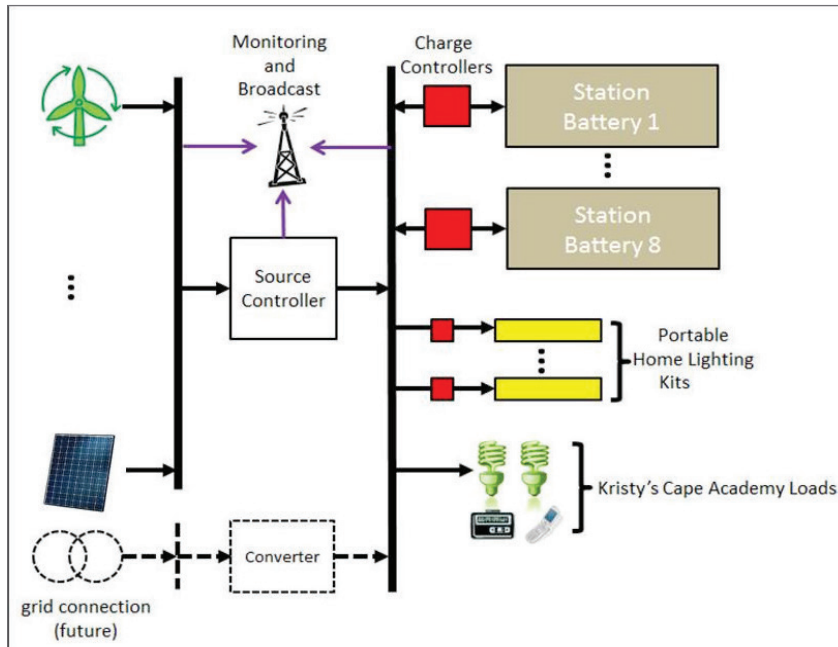 Monitoring
and
Broadcast
Charge
Controllers
Station
Battery 1
Station
Battery 8
Source
Controller
Portable
Home Lighting
Kits
Kristy's Cape Academy Loads
Converter
grid connection
(future)